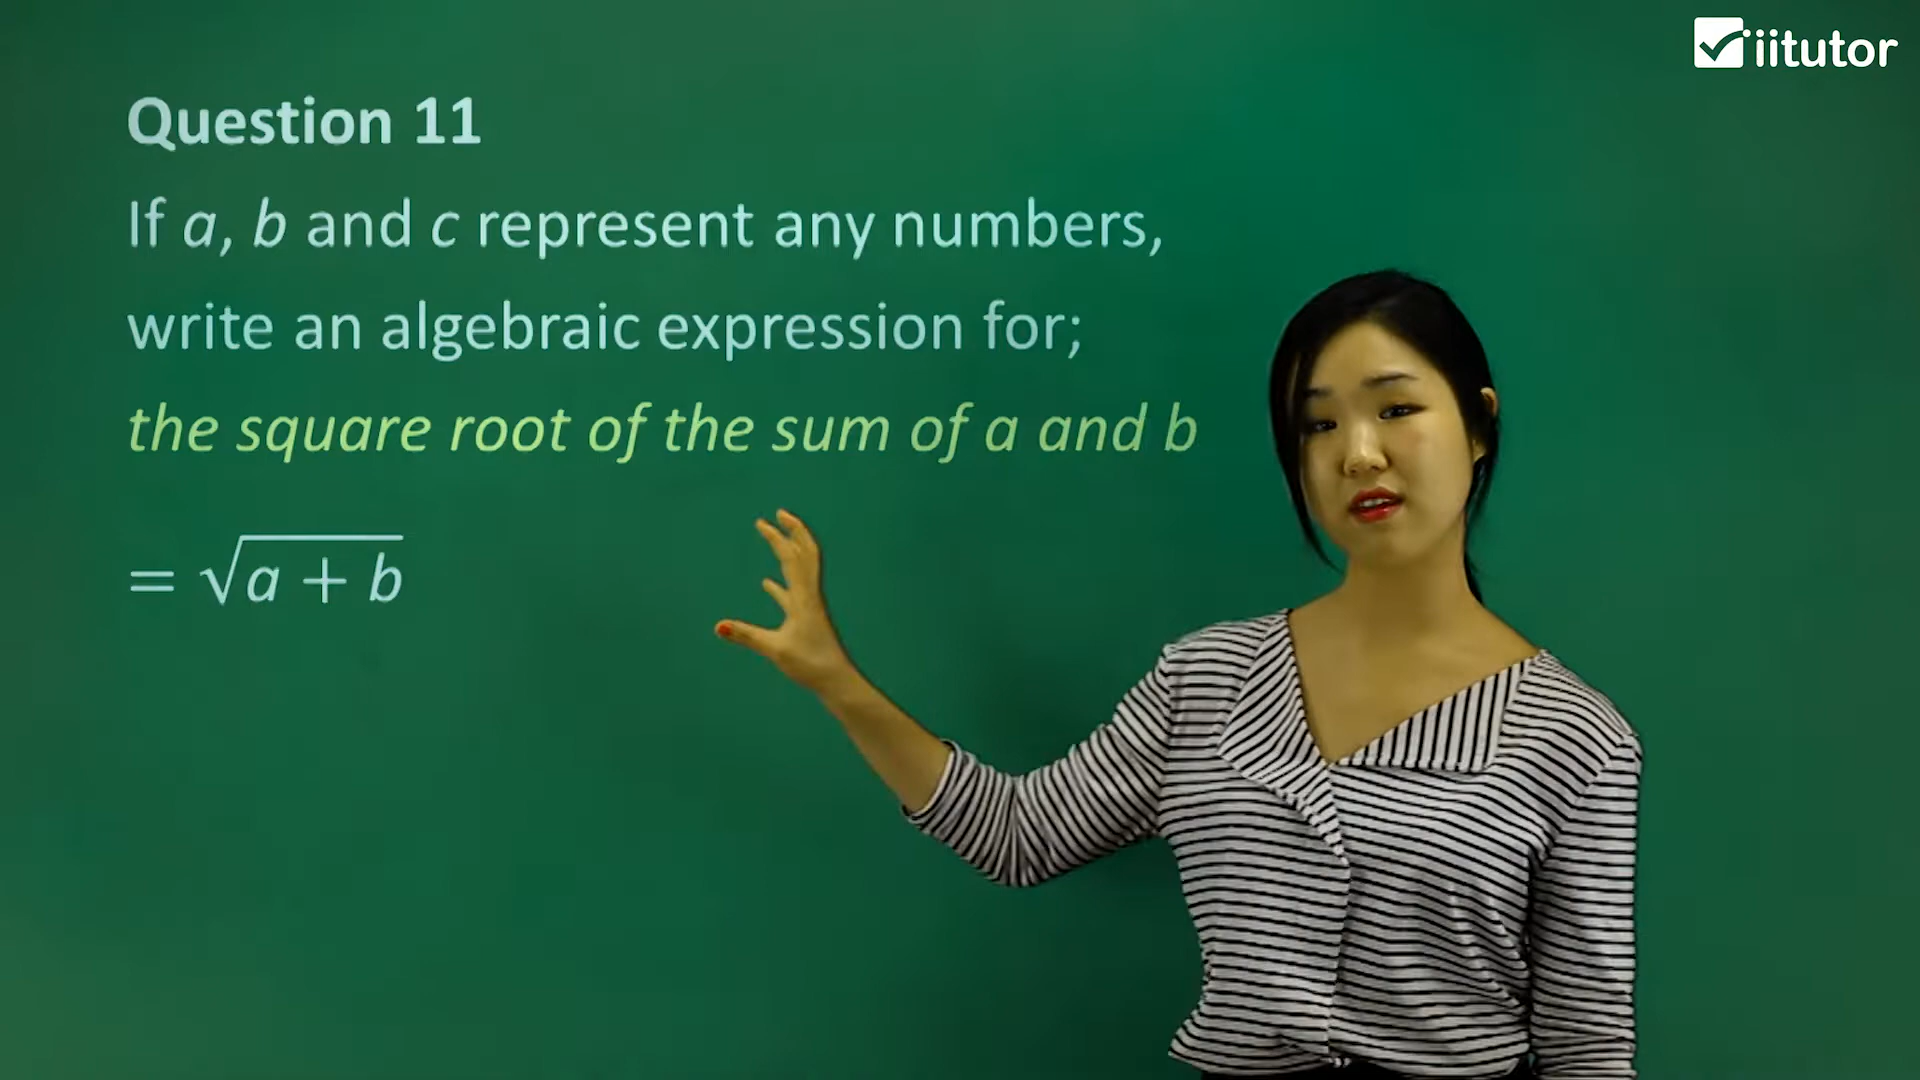 iitutor
Question 11
If a, b and c represent any numbers,
write an algebraic expression for;
the square root of the sum of a and b
= √a + b